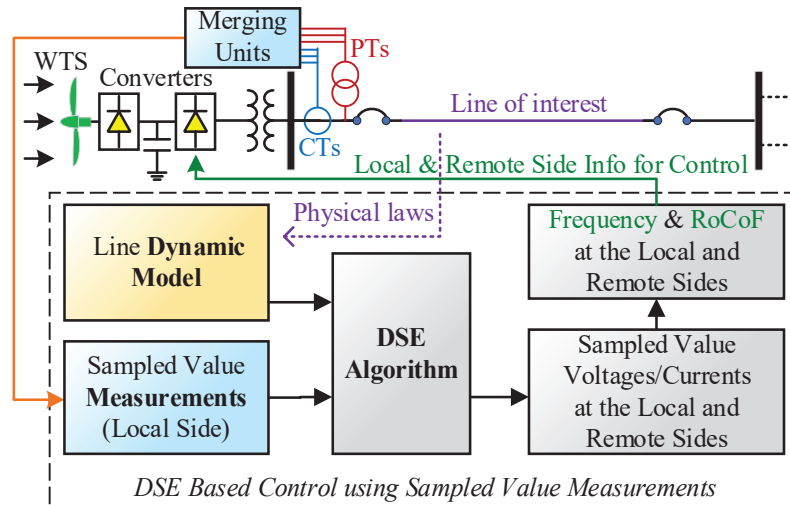 Merging
Units
PTs
WTS
Converters
Line of interest
CTs
Local & Remote Side Info for Control
Physical laws
Line Dynamic
Model
Frequency & RoCoF
at the Local and
Remote Sides
DSE
Algorithm
Sampled Value
Measurements
(Local Side)
Sampled Value
Voltages/Currents
at the Local and
Remote Sides
DSE Based Control using Sampled Value Measurements